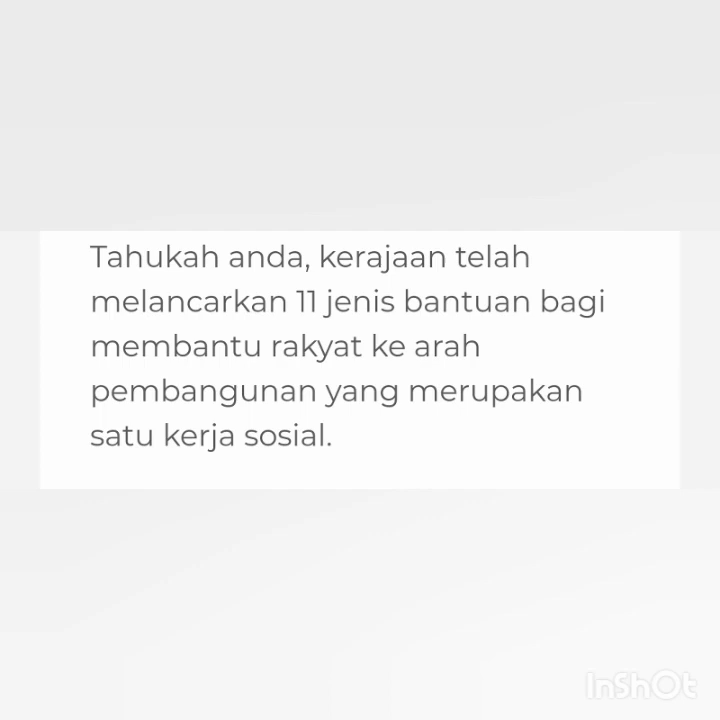 Tahukah anda, kerajaan telah
melancarkan 11 jenis bantuan bagi
membantu rakyat ke arah
pembangunan yang merupakan
satu kerja sosial.
InShOt